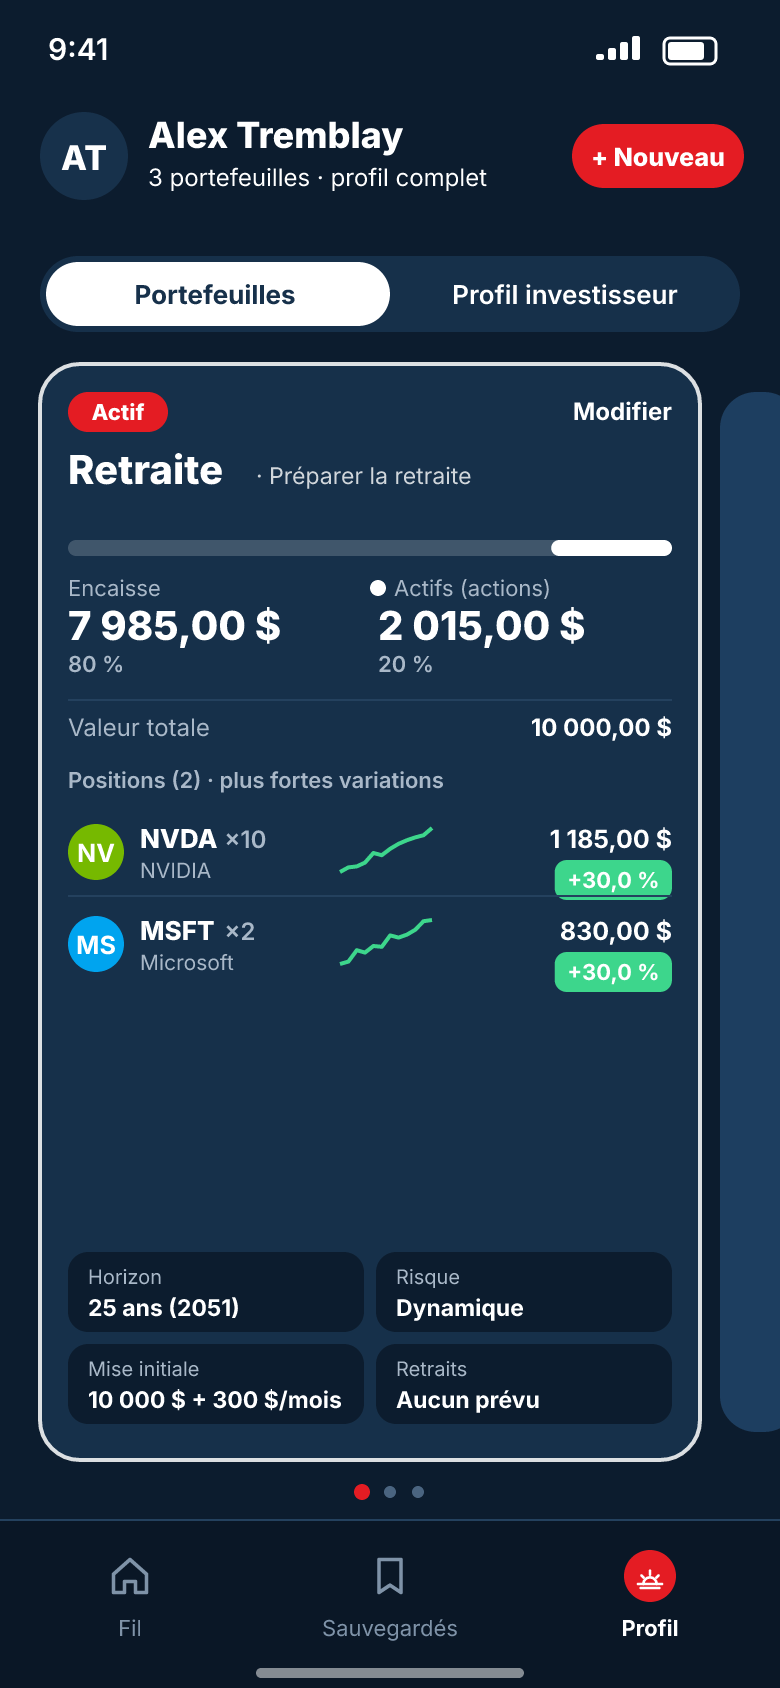 9:41
AT
Alex Tremblay
3 portefeuilles · profil complet
+ Nouveau
Portefeuilles
Profil investisseur
Actif
Modifier
Retraite · Préparer la retraite
Encaisse
Actifs (actions)
7 985,00 $
2 015,00 $
80 %
20 %
Valeur totale
10 000,00 $
Positions (2) · plus fortes variations
NV
NVDA ×10
NVIDIA
1 185,00 $
+30,0 %
MS
MSFT ×2
Microsoft
830,00 $
+30,0 %
Horizon
25 ans (2051)
Risque
Dynamique
Mise initiale
10 000 $ + 300 $/mois
Retraits
Aucun prévu
Fil
Sauvegardés
Profil